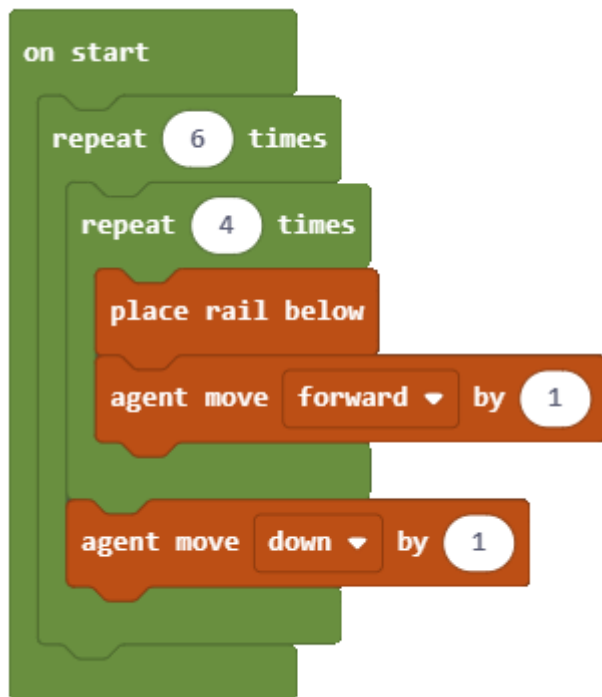 on start
repeat 6 times
repeat 4 times
place rail below
agent move forward by 1
agent move down by 1